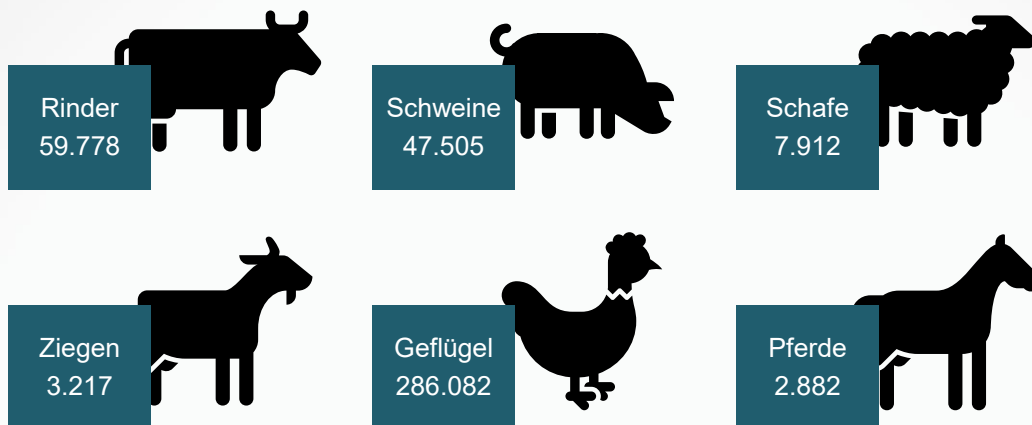 Rinder
59.778
Schweine
47.505
Schafe
7.912
Ziegen
3.217
Geflügel
286.082
Pferde
2.882